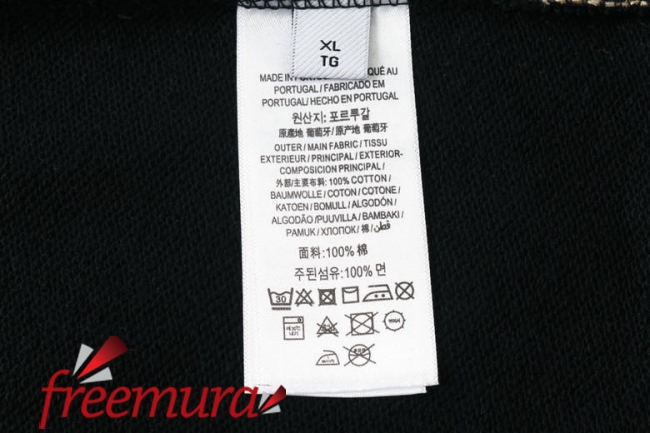 XL
TG
MADE IN QUÉ AU
PORTUGAL / FABRICADO EM
PORTUGAL/ HECHO EN PORTUGAL
원산지: 포르투갈
原產地 葡萄牙/ 原产地 葡萄牙
OUTER / MAIN FABRIC / TISSU
EXTERIEUR / PRINCIPAL / EXTERIOR-
COMPOSICION PRINCIPAL /
外部/主要布料: 100% COTTON /
BAUMWOLLE / COTON / COTONE /
KATOEN / BOMULL / ALGODÓN /
ALGODÃO /PUUVILLA / BAMBAKI /
PAMUK / ХЛОПОК / 棉 / قطن
面料:100% 棉
주된섬유:100% 면
30
freemura